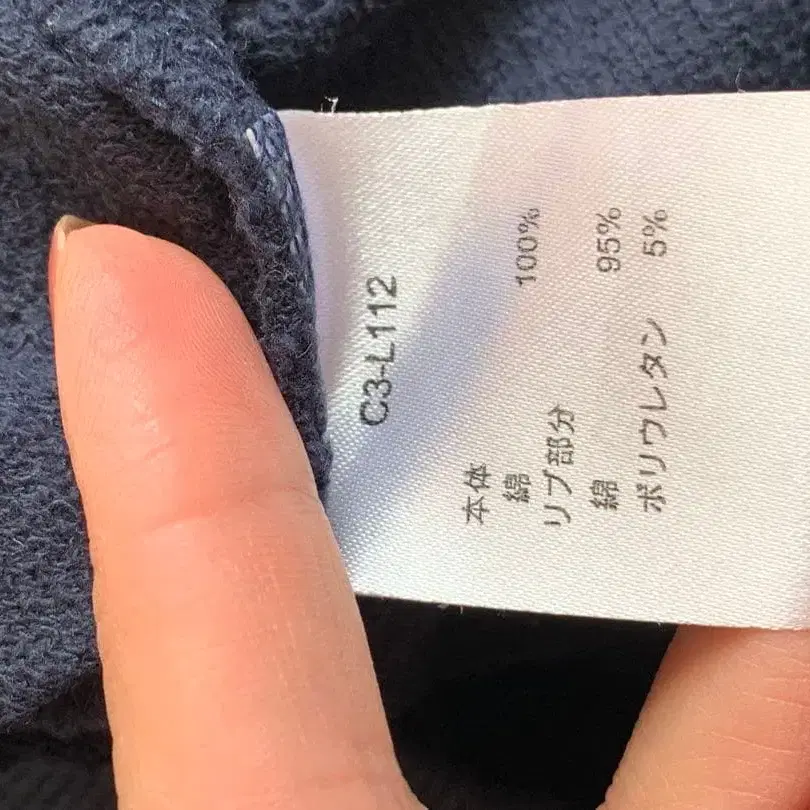 C3-L112
本体
綿 100%
リブ部分
綿 95%
ポリウレタン 5%